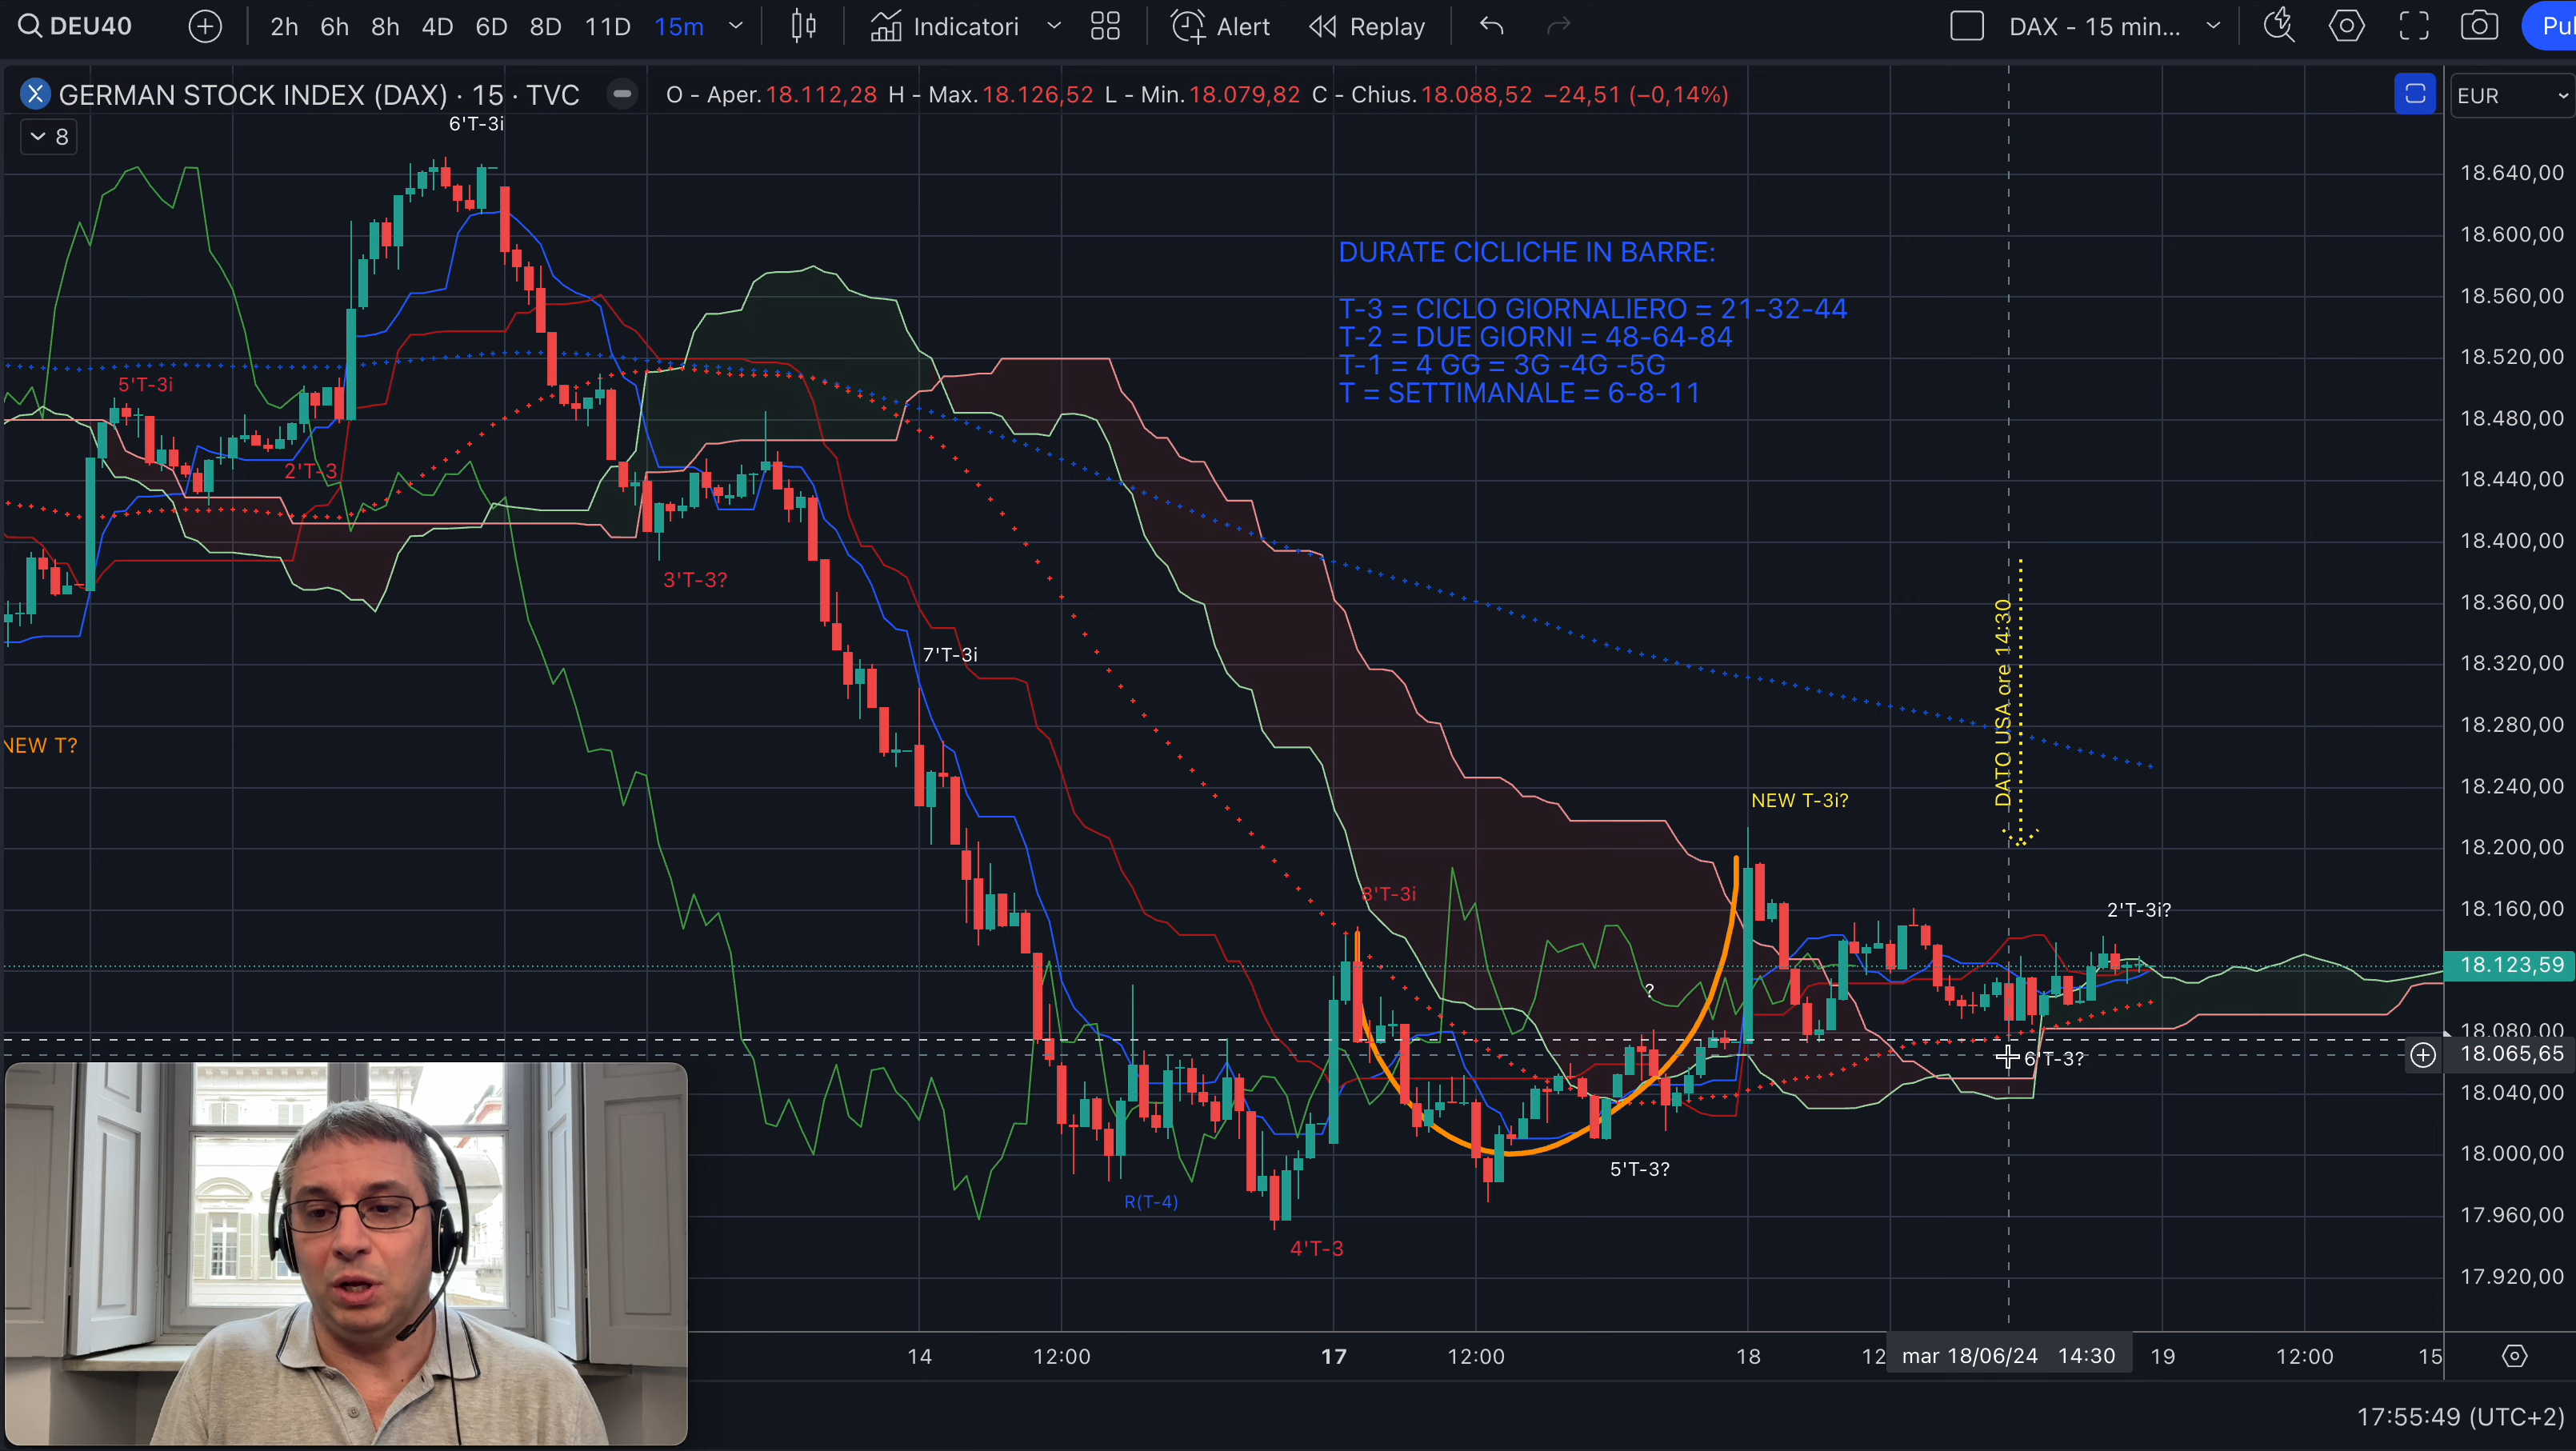 DEU40
2h 6h 8h 4D 6D 8D 11D 15m
Indicatori
Alert
Replay
DAX - 15 min...
Pul
GERMAN STOCK INDEX (DAX) · 15 · TVC
O - Aper. 18.112,28 H - Max. 18.126,52 L - Min. 18.079,82 C - Chius. 18.088,52 −24,51 (−0,14%)
EUR
8
6'T-3i
18.640,00
18.600,00
DURATE CICLICHE IN BARRE:
18.560,00
T-3 = CICLO GIORNALIERO = 21-32-44
T-2 = DUE GIORNI = 48-64-84
18.520,00
T-1 = 4 GG = 3G -4G -5G
T = SETTIMANALE = 6-8-11
5'T-3i
18.480,00
2'T-3
18.440,00
18.400,00
3'T-3?
18.360,00
DATO USA ore 14:30
7'T-3i
18.320,00
18.280,00
NEW T?
18.240,00
NEW T-3i?
18.200,00
8'T-3i
2'T-3i?
18.160,00
18.123,59
?
18.080,00
18.065,65
6'T-3?
18.040,00
18.000,00
5'T-3?
R(T-4)
17.960,00
4'T-3
17.920,00
14 12:00 17 12:00 18 12 mar 18/06/24 14:30 19 12:00 15
17:55:49 (UTC+2)